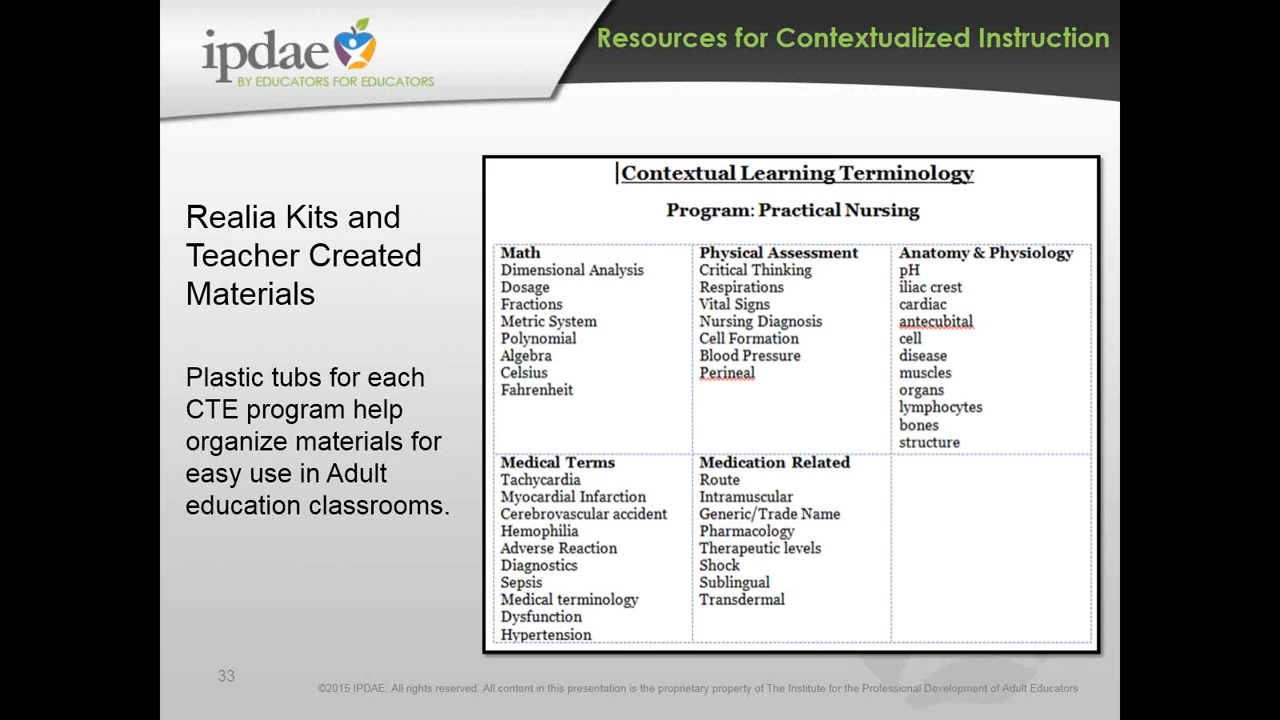 ipdae
BY EDUCATORS FOR EDUCATORS
Resources for Contextualized Instruction
Realia Kits and
Teacher Created
Materials
Plastic tubs for each
CTE program help
organize materials for
easy use in Adult
education classrooms.
Contextual Learning Terminology
Program: Practical Nursing
Math
Dimensional Analysis
Dosage
Fractions
Metric System
Polynomial
Algebra
Celsius
Fahrenheit
Physical Assessment
Critical Thinking
Respirations
Vital Signs
Nursing Diagnosis
Cell Formation
Blood Pressure
Perineal
Anatomy & Physiology
pH
iliac crest
cardiac
antecubital
cell
disease
muscles
organs
lymphocytes
bones
structure
Medical Terms
Tachycardia
Myocardial Infarction
Cerebrovascular accident
Hemophilia
Adverse Reaction
Diagnostics
Sepsis
Medical terminology
Dysfunction
Hypertension
Medication Related
Route
Intramuscular
Generic/Trade Name
Pharmacology
Therapeutic levels
Shock
Sublingual
Transdermal
33
©2015 IPDAE. All rights reserved. All content in this presentation is the proprietary property of The Institute for the Professional Development of Adult Educators